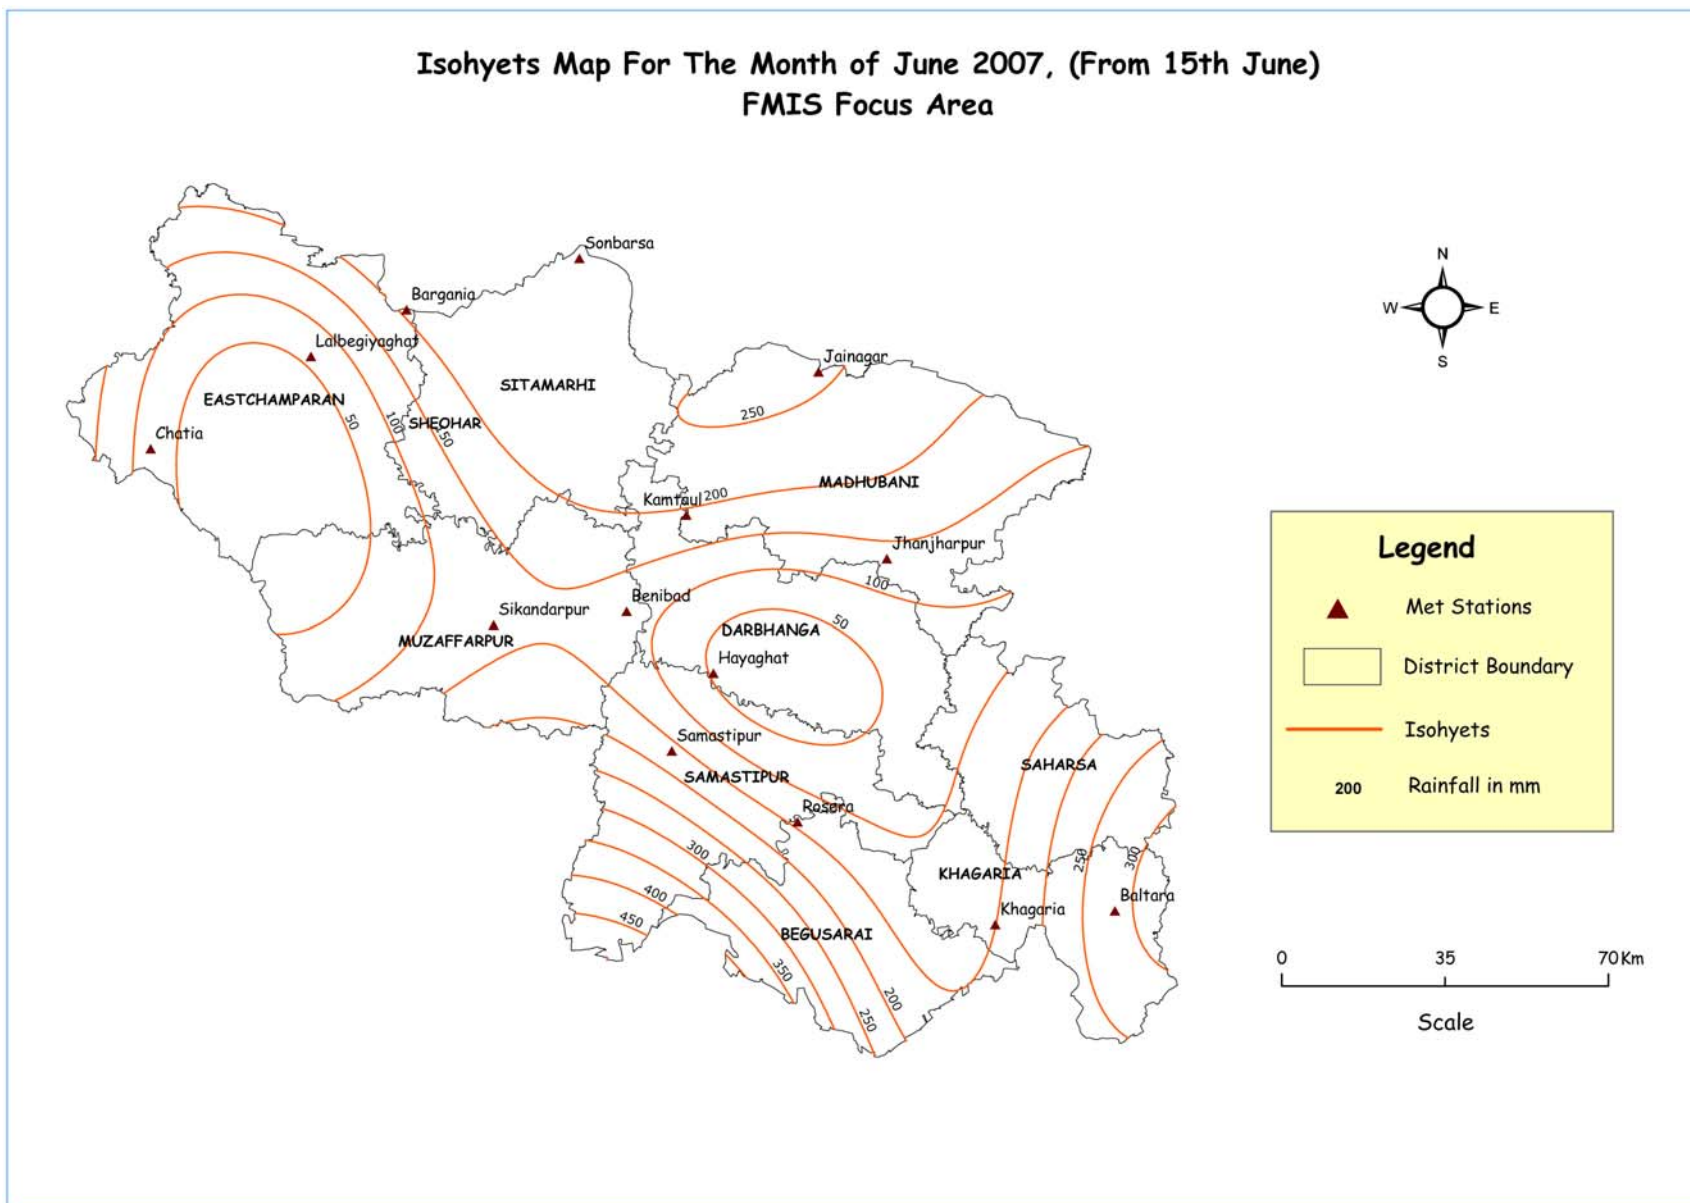 Isohyets Map For The Month of June 2007, (From 15th June)
FMIS Focus Area
Sonbarsa
N
W
E
S
Bargania
Lalbegiyaghat
Jainagar
SITAMARHI
EASTCHAMPARAN
250
50
100
SHEOHAR
150
Chatia
MADHUBANI
Kamtaul
200
Jhanjharpur
100
Benibad
Sikandarpur
MUZAFFARPUR
50
DARBHANGA
Hayaghat
Samastipur
SAMASTIPUR
SAHARSA
Rosera
300
250
300
KHAGARIA
400
Baltara
450
Khagaria
BEGUSARAI
350
200
250
Legend
Met Stations
District Boundary
Isohyets
200 Rainfall in mm
0 35 70 Km
Scale